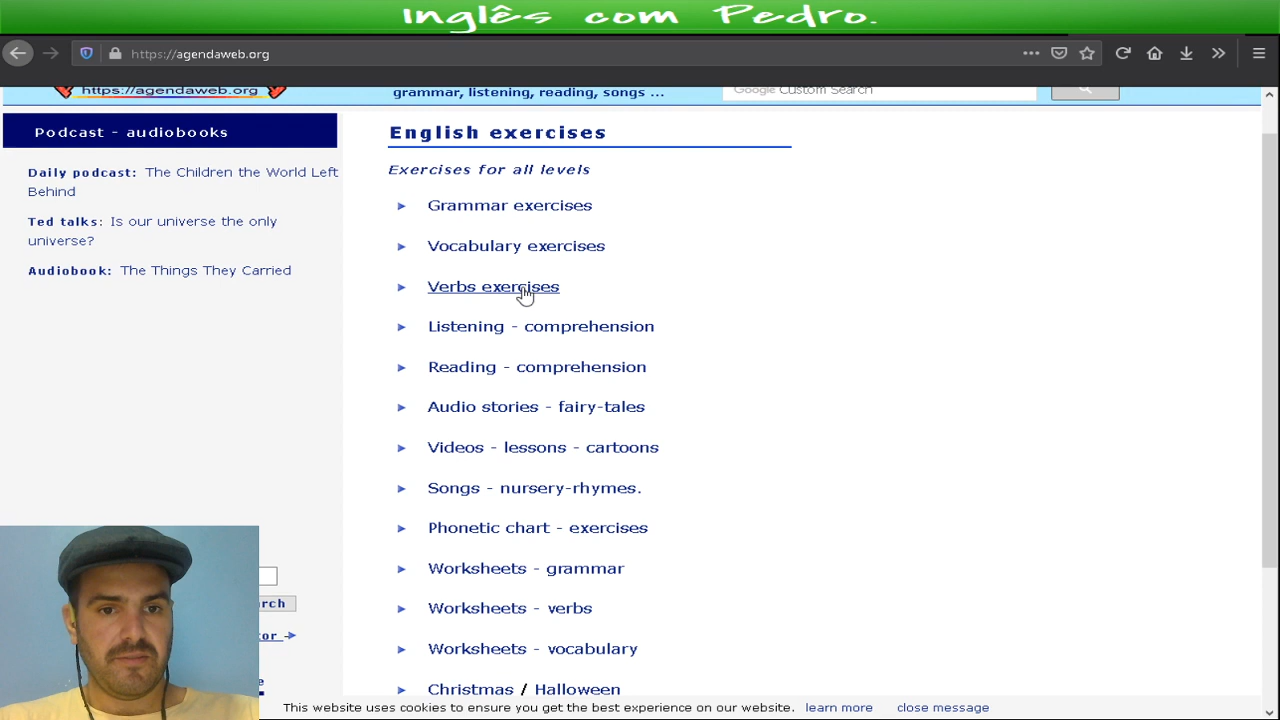 Inglês com Pedro.
https://agendaweb.org
https://agendaweb.org
grammar, listening, reading, songs ...
Google Custom Search
Podcast - audiobooks
Daily podcast: The Children the World Left
Behind
Ted talks: Is our universe the only
universe?
Audiobook: The Things They Carried
English exercises
Exercises for all levels
Grammar exercises
Vocabulary exercises
Verbs exercises
Listening - comprehension
Reading - comprehension
Audio stories - fairy-tales
Videos - lessons - cartoons
Songs - nursery-rhymes.
Phonetic chart - exercises
Worksheets - grammar
Worksheets - verbs
Worksheets - vocabulary
Christmas / Halloween
This website uses cookies to ensure you get the best experience on our website. learn more close message